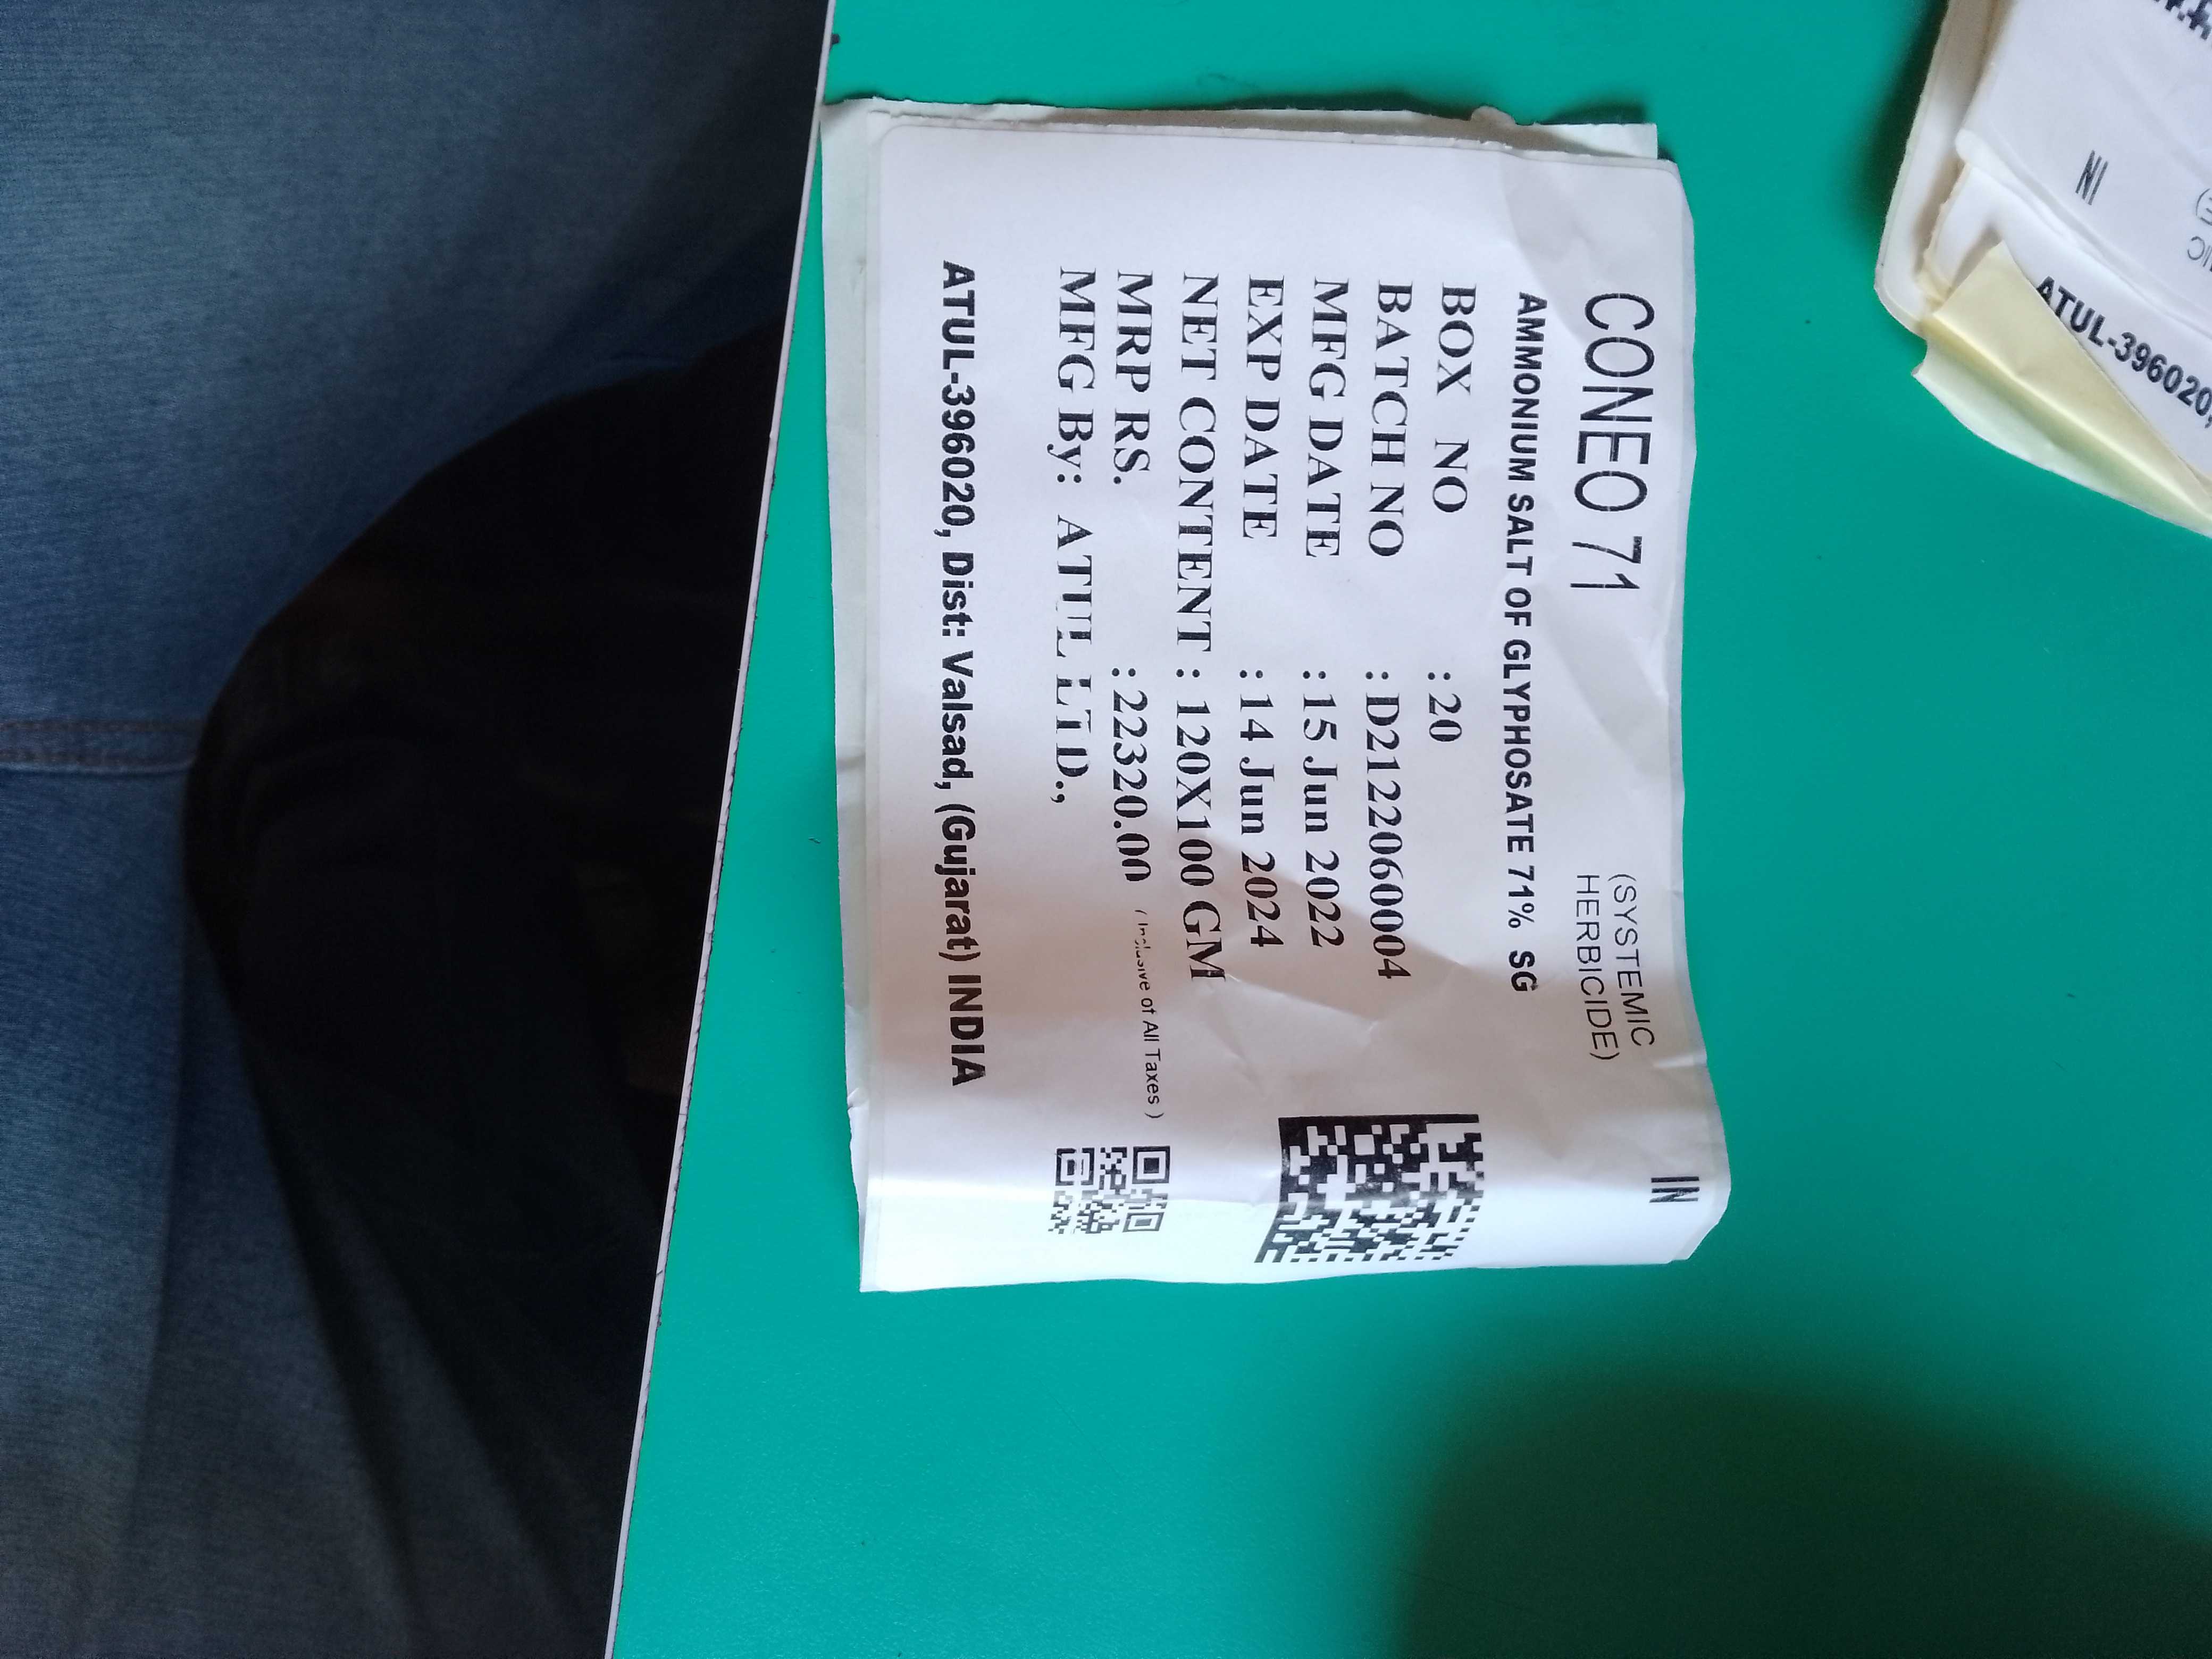 CONEO 71
(SYSTEMIC
HERBICIDE)
IN
AMMONIUM SALT OF GLYPHOSATE 71% SG
BOX NO : 20
BATCH NO : D2122060004
MFG DATE : 15 Jun 2022
EXP DATE : 14 Jun 2024
NET CONTENT : 120X100 GM
MRP RS. : 22320.00 ( Inclusive of All Taxes )
MFG By: ATUL LTD.,
ATUL-396020, Dist: Valsad, (Gujarat) INDIA
IN
ATUL-396020,